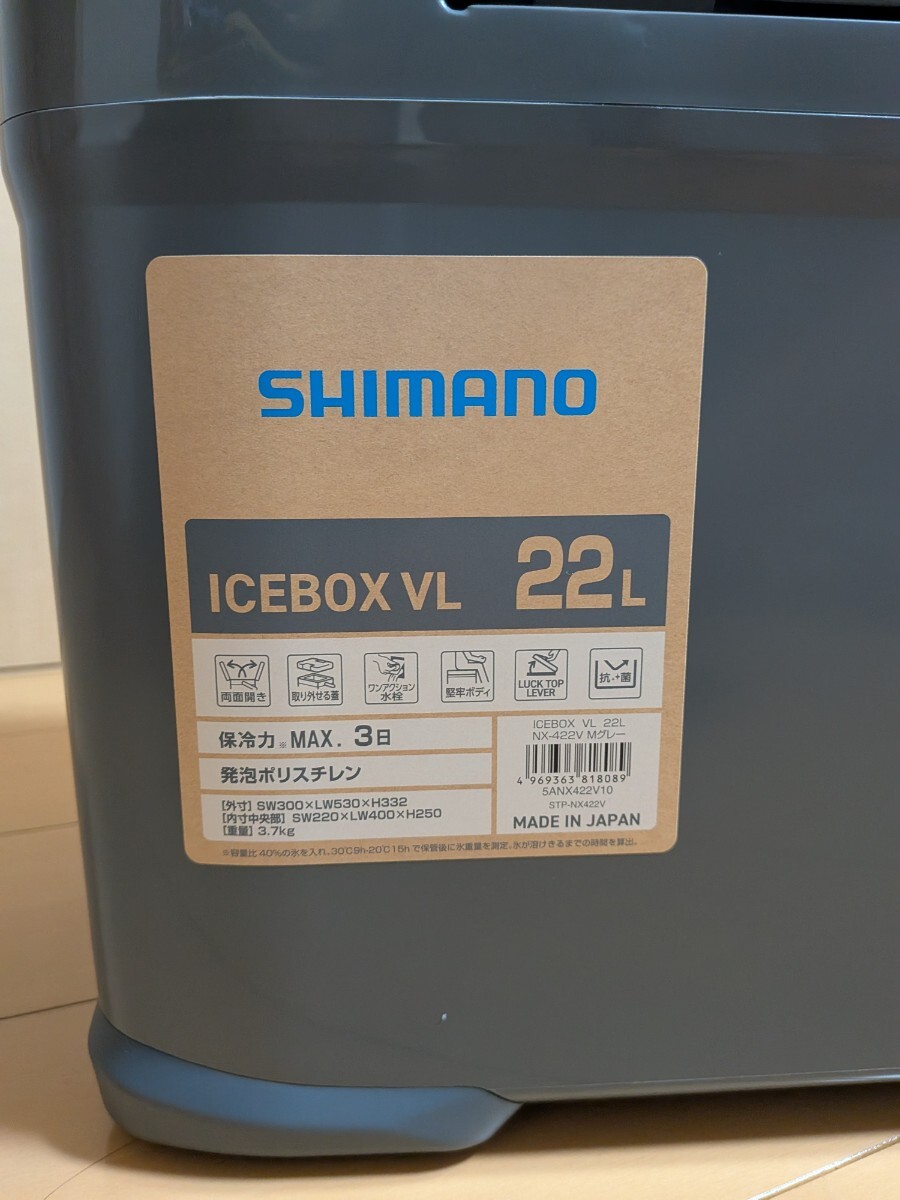 SHIMANO
ICEBOX VL 22L
両面開き
取り外せる蓋
ワンアクション
水栓
堅牢ボディ
LUCK TOP
LEVER
抗・+菌
保冷力※MAX. 3日
発泡ポリスチレン
[外寸] SW300×LW530×H332
[内寸中央部] SW220×LW400×H250
[重量] 3.7kg
ICEBOX VL 22L
NX-422V Mグレー
4 969363 818089
5ANX422V10
STP-NX422V
MADE IN JAPAN
※容量比40%の氷を入れ、30℃9h-20℃15hで保管後に氷重量を測定。氷が溶けきるまでの時間を算出。